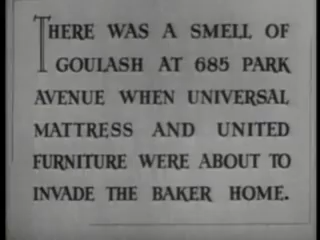 THERE WAS A SMELL OF
GOULASH AT 685 PARK
AVENUE WHEN UNIVERSAL
MATTRESS AND UNITED
FURNITURE WERE ABOUT TO
INVADE THE BAKER HOME.